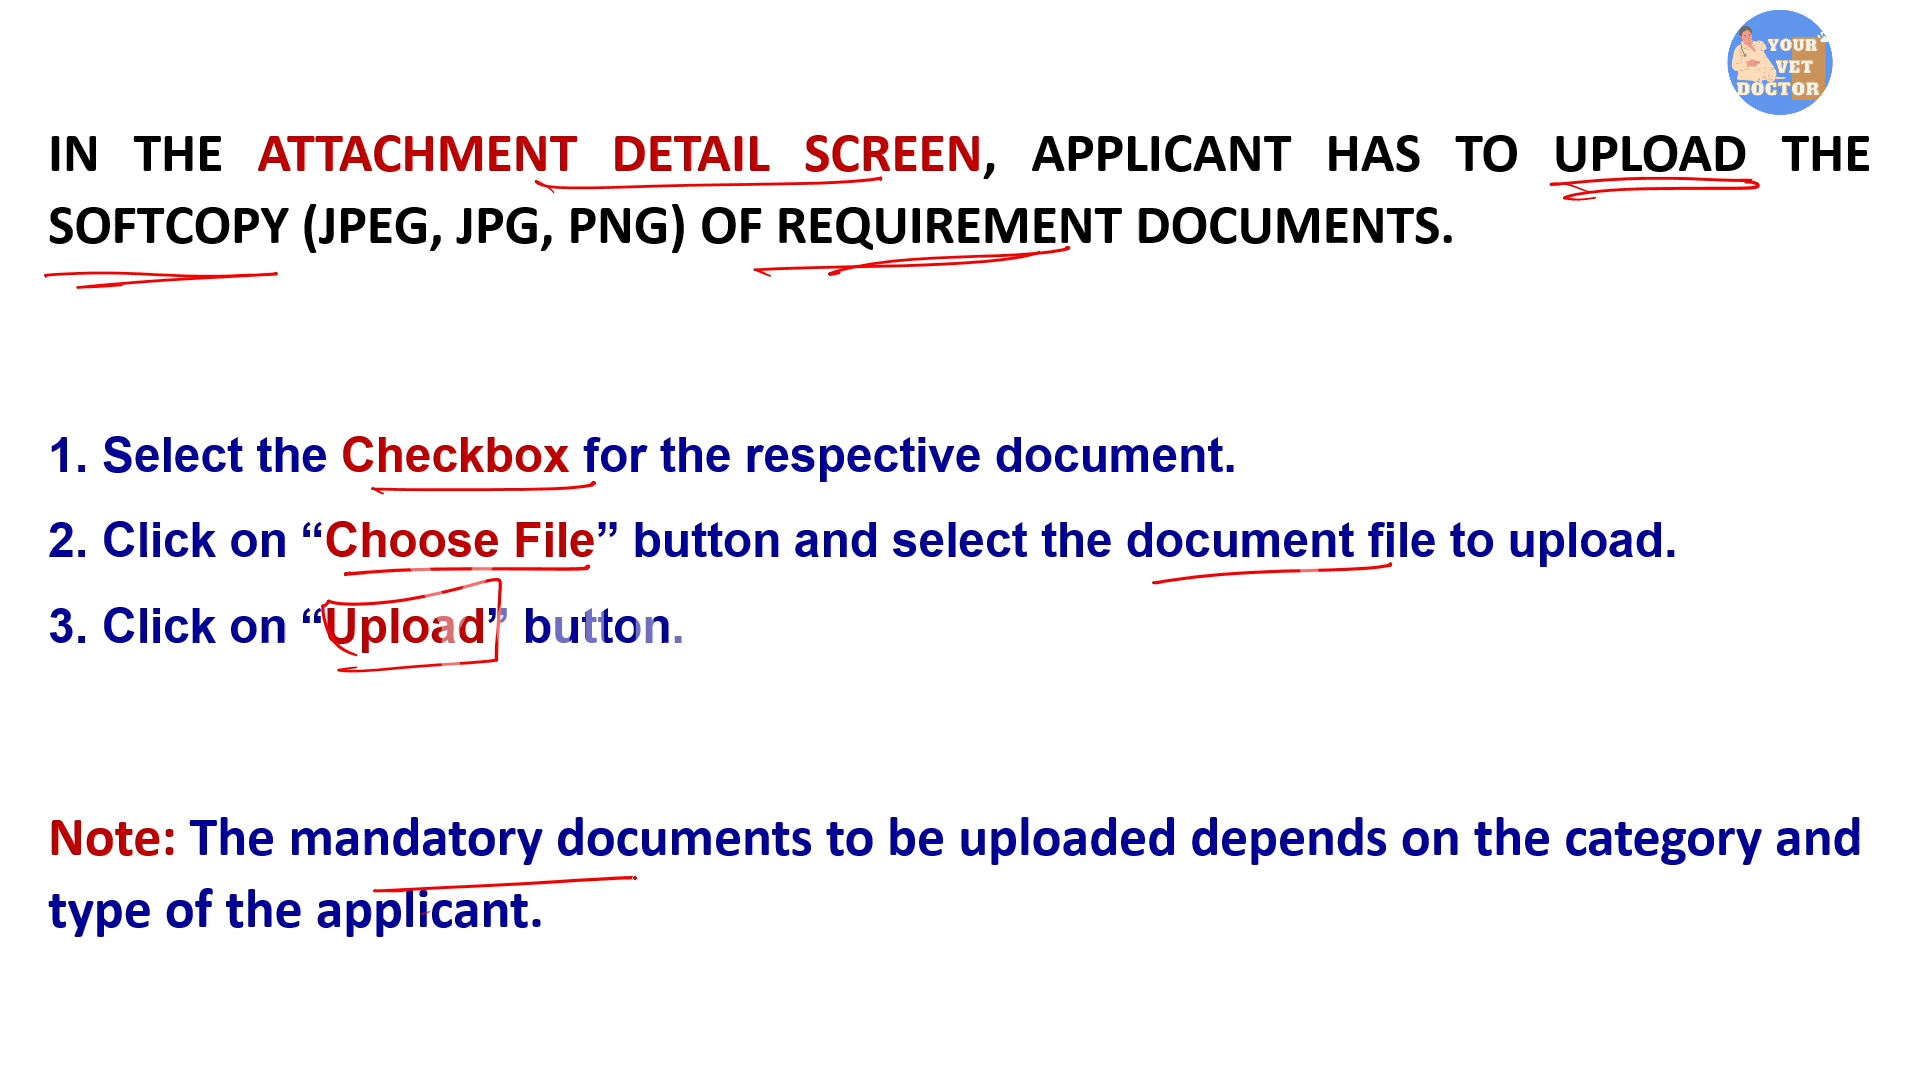 YOUR
VET
DOCTOR
IN THE ATTACHMENT DETAIL SCREEN, APPLICANT HAS TO UPLOAD THE
SOFTCOPY (JPEG, JPG, PNG) OF REQUIREMENT DOCUMENTS.
1. Select the Checkbox for the respective document.
2. Click on “Choose File” button and select the document file to upload.
3. Click on “Upload” button.
Note: The mandatory documents to be uploaded depends on the category and
type of the applicant.